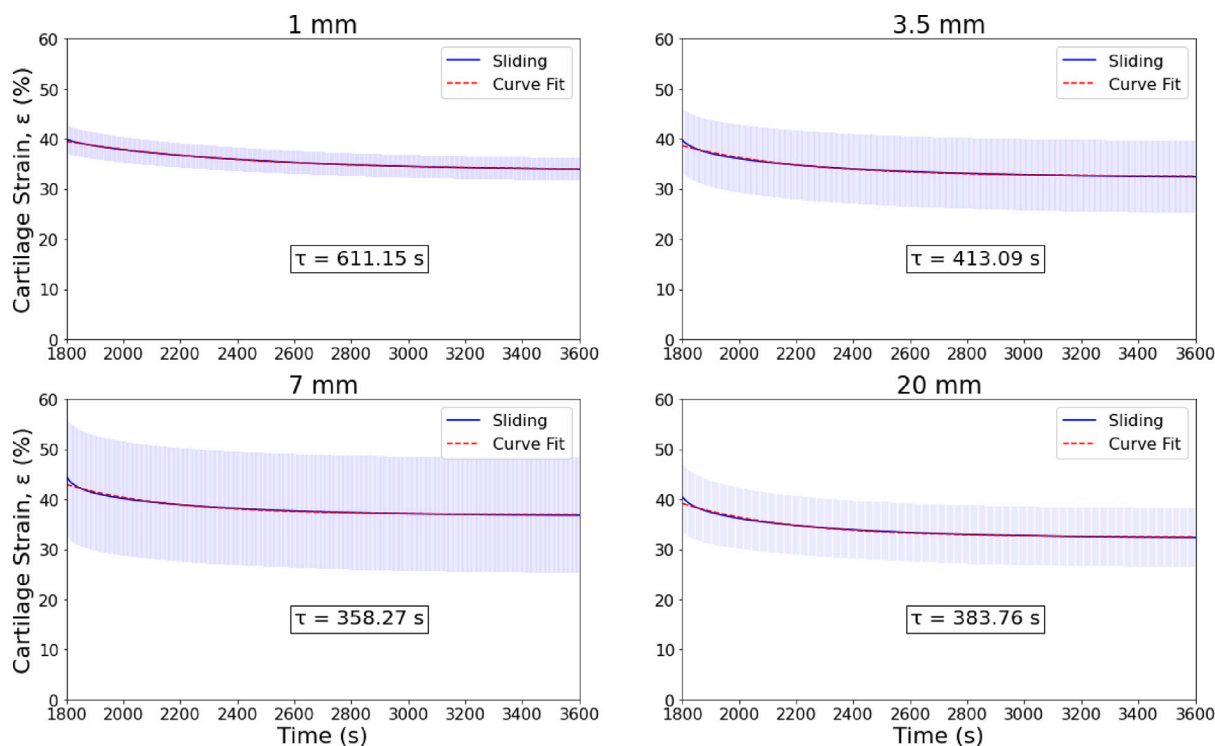 1 mm
Cartilage Strain, ε (%)
60
50
40
30
20
10
0
Sliding
Curve Fit
τ = 611.15 s
1800 2000 2200 2400 2600 2800 3000 3200 3400 3600
3.5 mm
60
50
40
30
20
10
0
Sliding
Curve Fit
τ = 413.09 s
1800 2000 2200 2400 2600 2800 3000 3200 3400 3600
7 mm
Cartilage Strain, ε (%)
60
50
40
30
20
10
0
Sliding
Curve Fit
τ = 358.27 s
1800 2000 2200 2400 2600 2800 3000 3200 3400 3600
Time (s)
20 mm
60
50
40
30
20
10
0
Sliding
Curve Fit
τ = 383.76 s
1800 2000 2200 2400 2600 2800 3000 3200 3400 3600
Time (s)